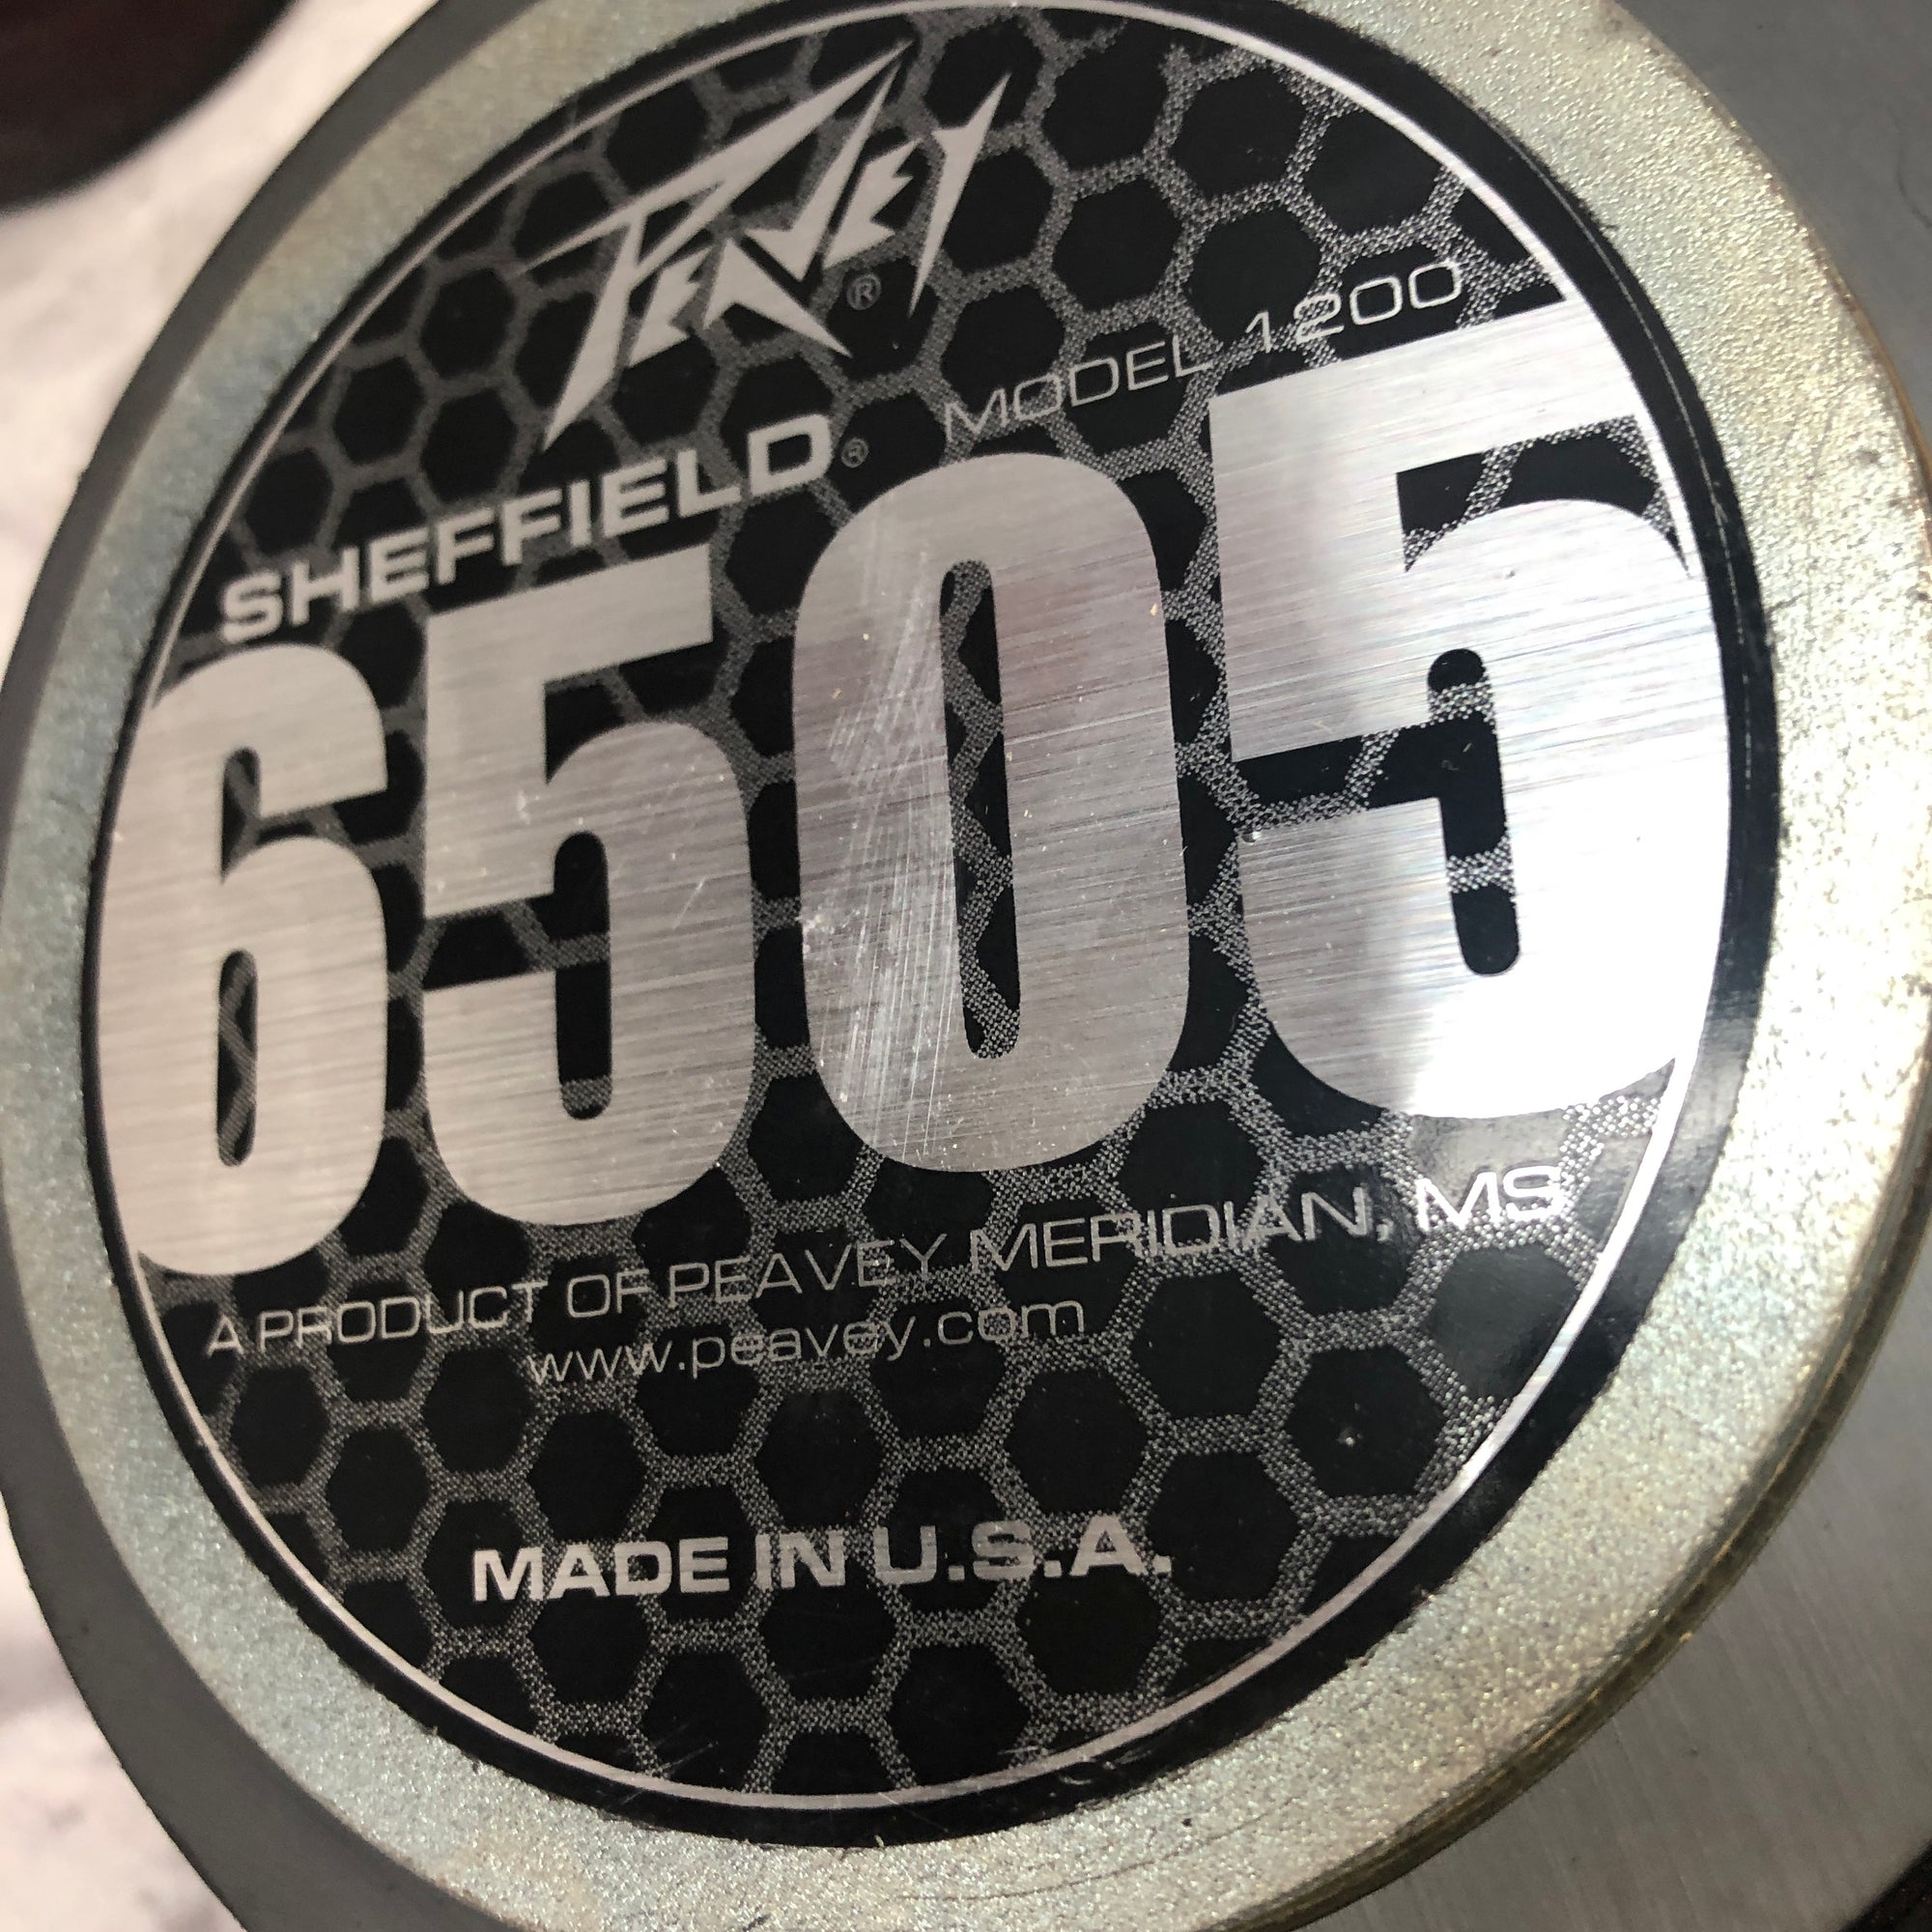 PEAVEY®
SHEFFIELD® MODEL 1200
6505
A PRODUCT OF PEAVEY MERIDIAN, MS
www.peavey.com
MADE IN U.S.A.